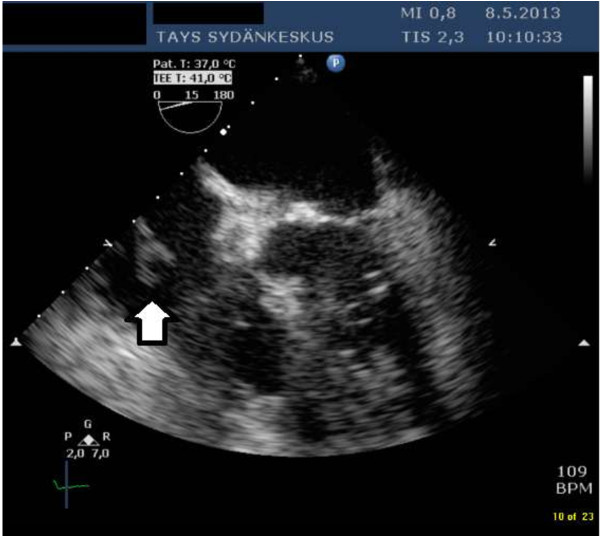 MI 0,8 8.5.2013
TAYS SYDÄNKESKUS TIS 2,3 10:10:33
Pat. T: 37,0 °C
TEE T: 41,0 °C
0 15 180
P
G
P R
2,0 7,0
109
BPM
10 of 23